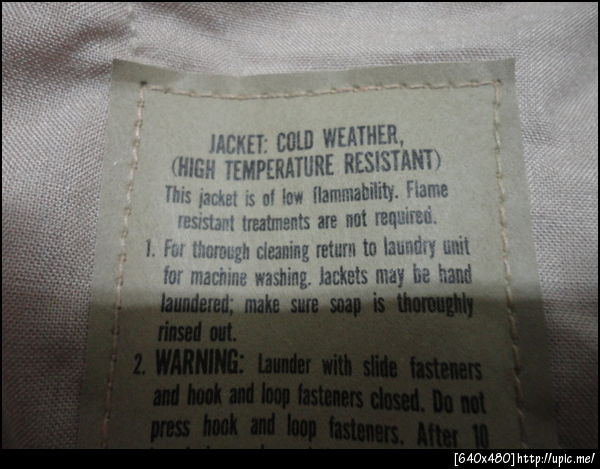 JACKET: COLD WEATHER,
(HIGH TEMPERATURE RESISTANT)
This jacket is of low flammability. Flame
resistant treatments are not required.
1. For thorough cleaning return to laundry unit
for machine washing. Jackets may be hand
laundered; make sure soap is thoroughly
rinsed out.
2. WARNING: Launder with slide fasteners
and hook and loop fasteners closed. Do not
press hook and loop fasteners. After 10
[640x480]http://upic.me/